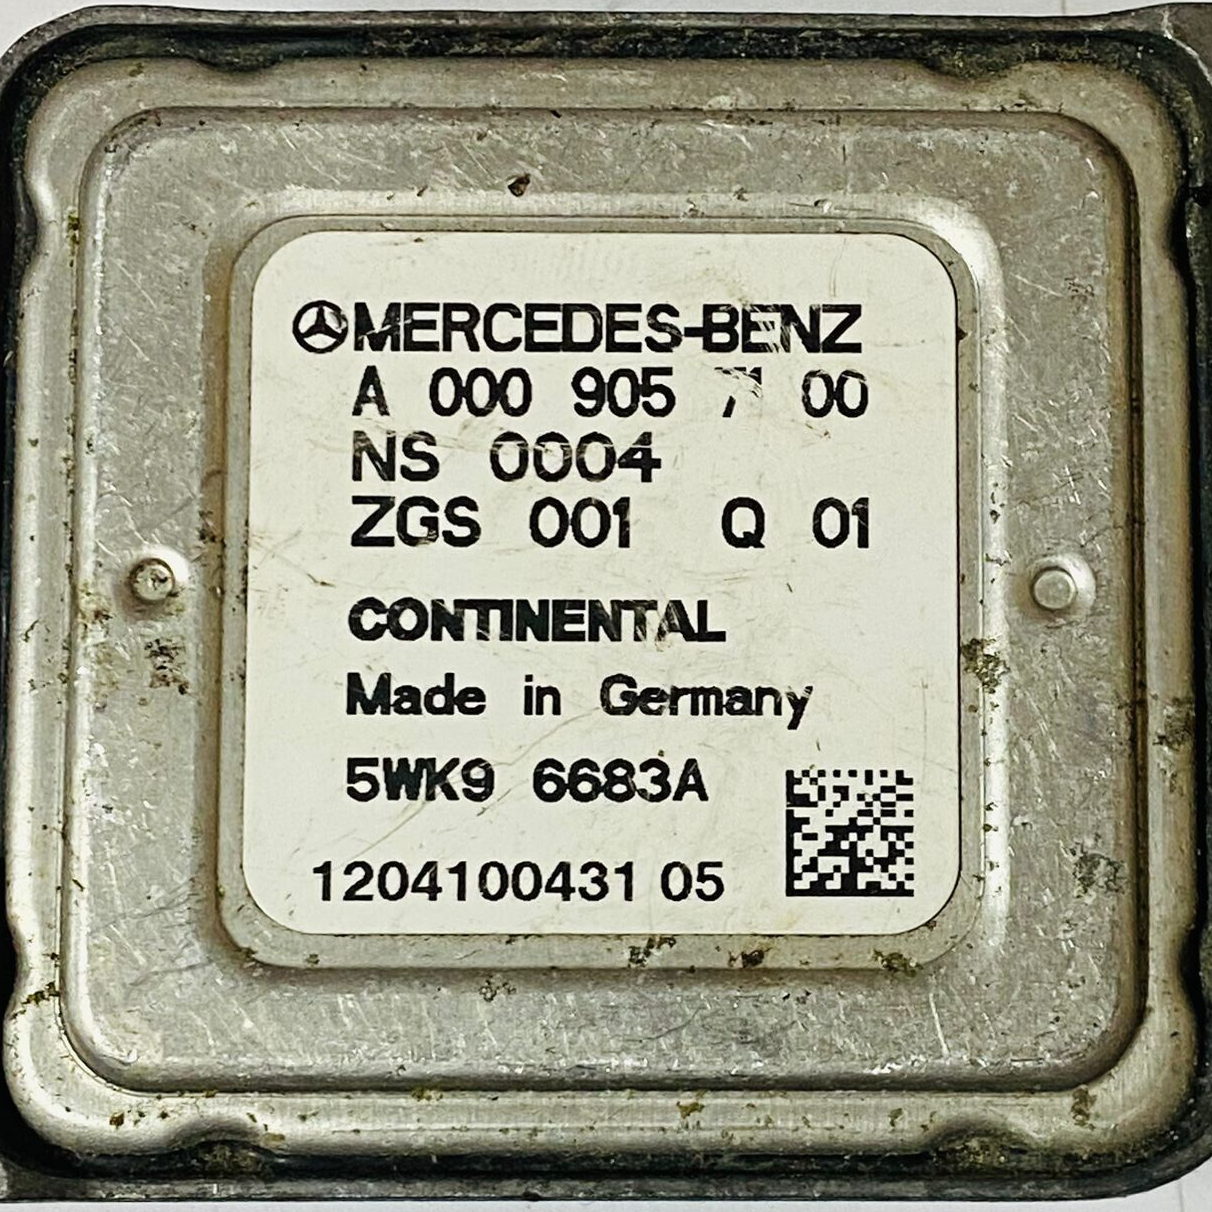 MERCEDES-BENZ
A 000 905 71 00
NS 0004
ZGS 001 Q 01
CONTINENTAL
Made in Germany
5WK9 6683A
1204100431 05